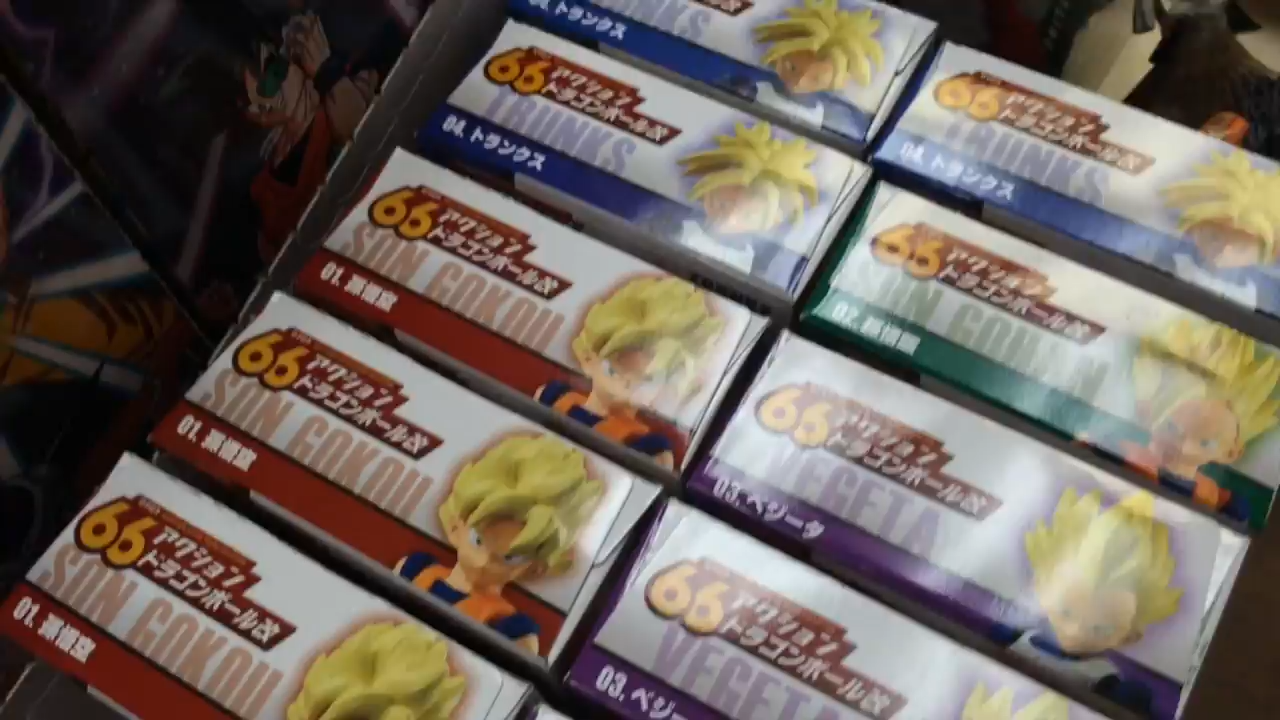 04. トランクス
66 アクション
ドラゴンボール改
TRUNKS
04. トランクス
66 アクション
ドラゴンボール改
SON GOKOU
01. 孫悟空
66 アクション
ドラゴンボール改
SON GOKOU
01. 孫悟空
66 アクション
ドラゴンボール改
SON GOKOU
01. 孫悟空
66 アクション
ドラゴンボール改
TRUNKS
04. トランクス
66 アクション
ドラゴンボール改
SON GOHAN
02. 孫悟飯
66 アクション
ドラゴンボール改
VEGETA
03. ベジータ
66 アクション
ドラゴンボール改
VEGETA
03. ベジー